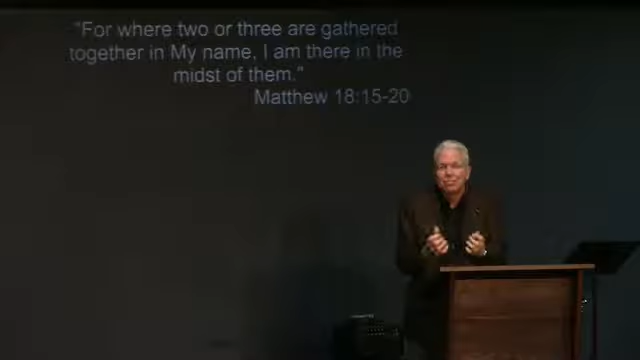 "For where two or three are gathered
together in My name, I am there in the
midst of them."
Matthew 18:15-20